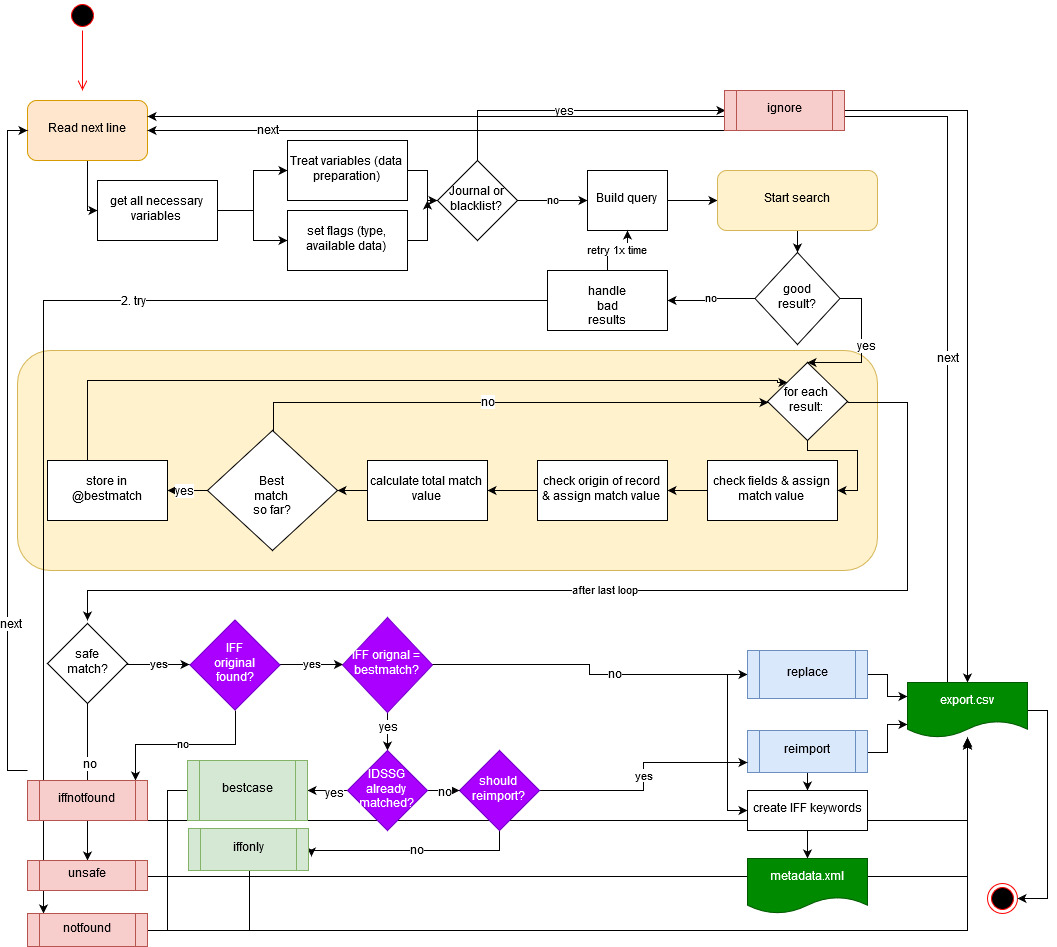 ignore
yes
Read next line
next
Treat variables (data
preparation)
get all necessary
variables
Journal or
blacklist?
no
Build query
Start search
set flags (type,
available data)
retry 1x time
good
result?
handle
bad
results
no
2. try
yes
next
for each
result:
no
store in
@bestmatch
yes
Best
match
so far?
calculate total match
value
check origin of record
& assign match value
check fields & assign
match value
after last loop
next
safe
match?
yes
IFF
original
found?
yes
IFF orignal =
bestmatch?
no
replace
export.csv
yes
no
no
reimport
iffnotfound
bestcase
yes
IDSSG
already
matched?
no
should
reimport?
yes
create IFF keywords
iffonly
no
unsafe
metadata.xml
notfound